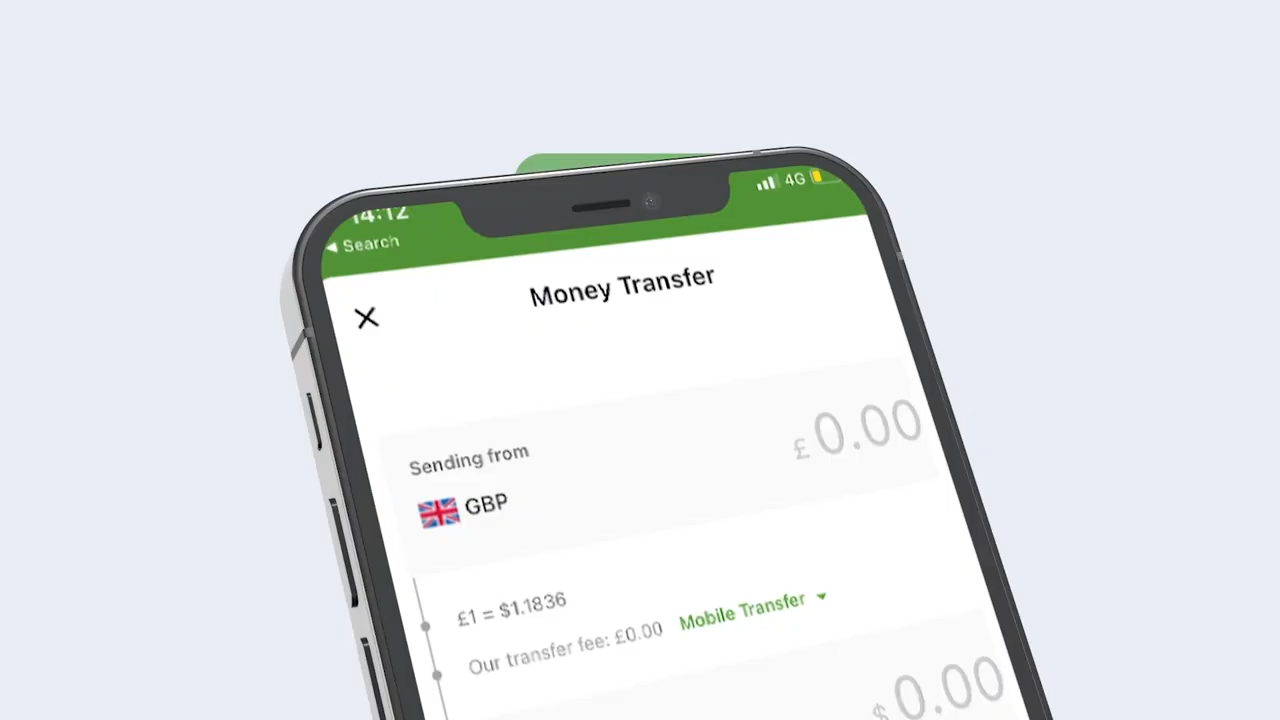 14:12
4G
◀ Search
Money Transfer
Sending from
£0.00
GBP
£1 = $1.1836
Our transfer fee: £0.00 Mobile Transfer
$0.00